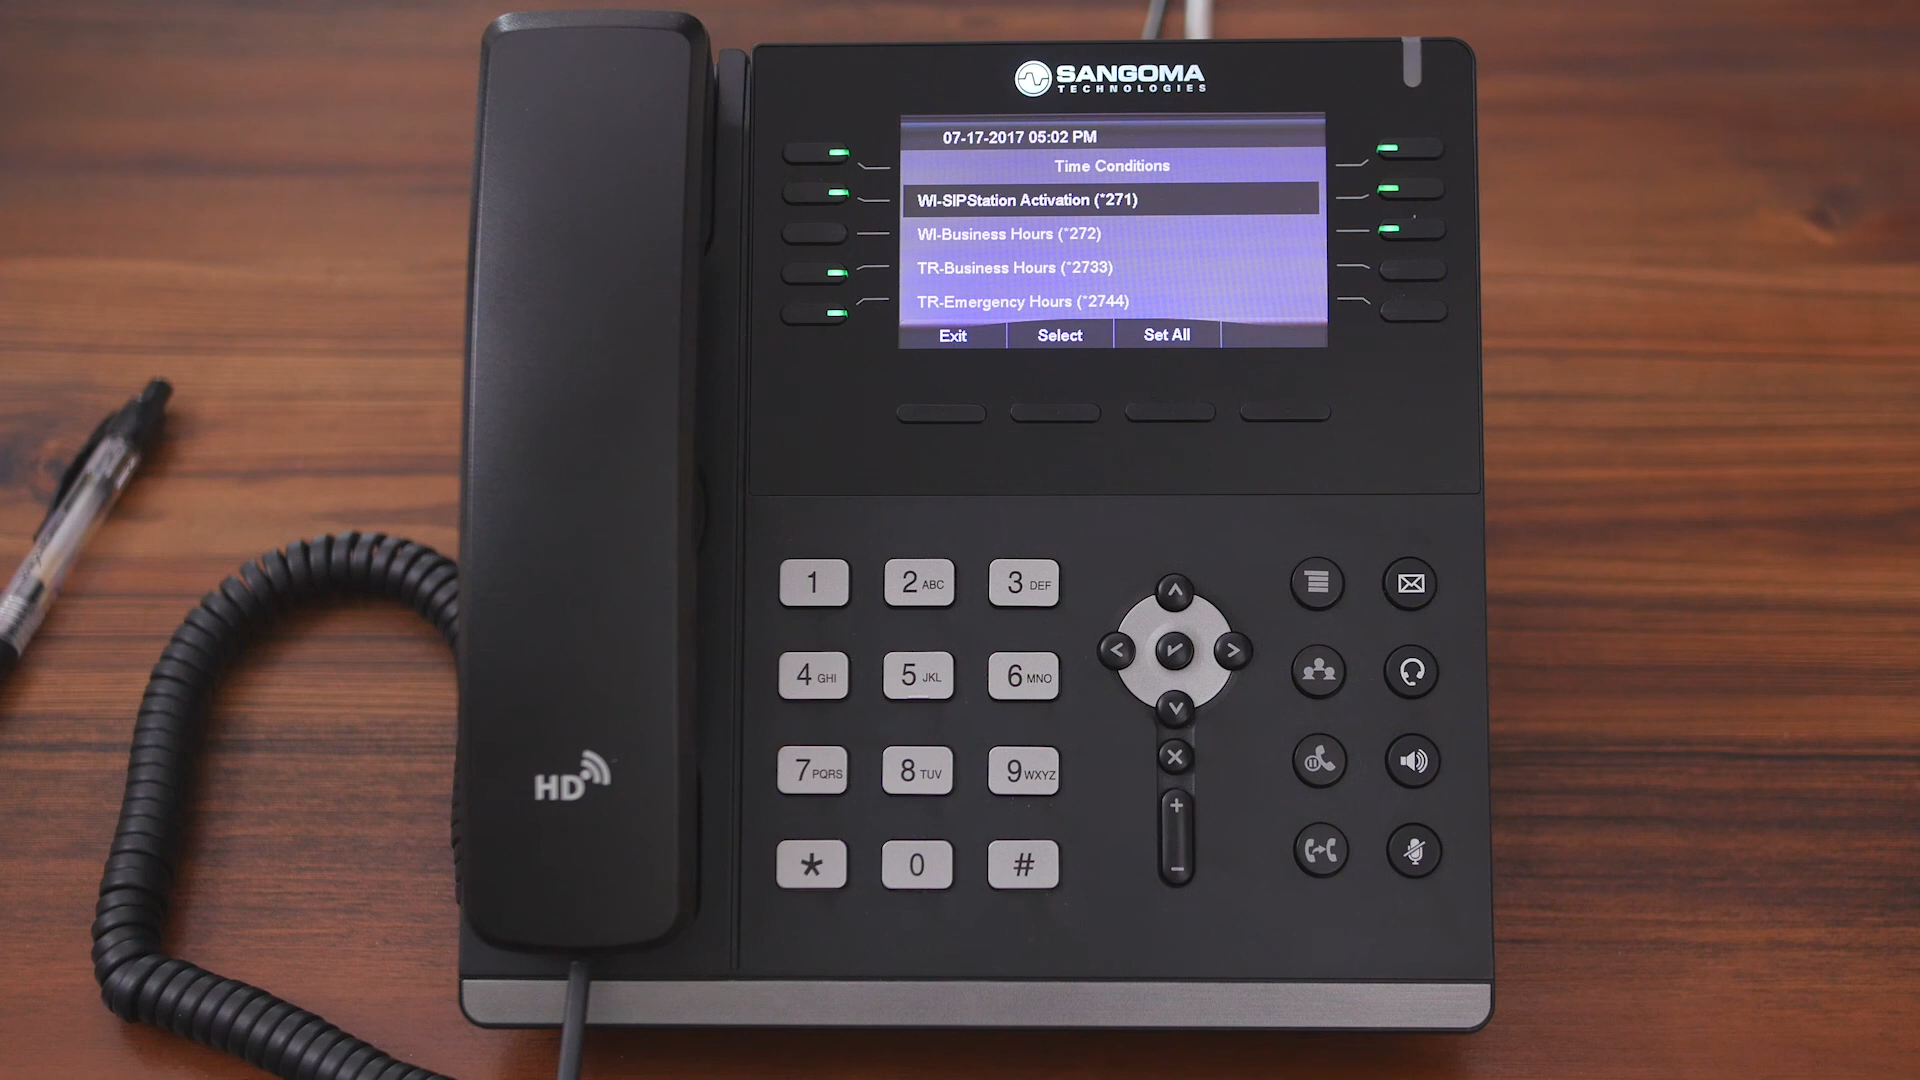 SANGOMA
TECHNOLOGIES
07-17-2017 05:02 PM
Time Conditions
WI-SIPStation Activation (*271)
WI-Business Hours (*272)
TR-Business Hours (*2733)
TR-Emergency Hours (*2744)
Exit Select Set All
1 2 ABC 3 DEF
4 GHI 5 JKL 6 MNO
7 PQRS 8 TUV 9 WXYZ
* 0 #
+
-
HD